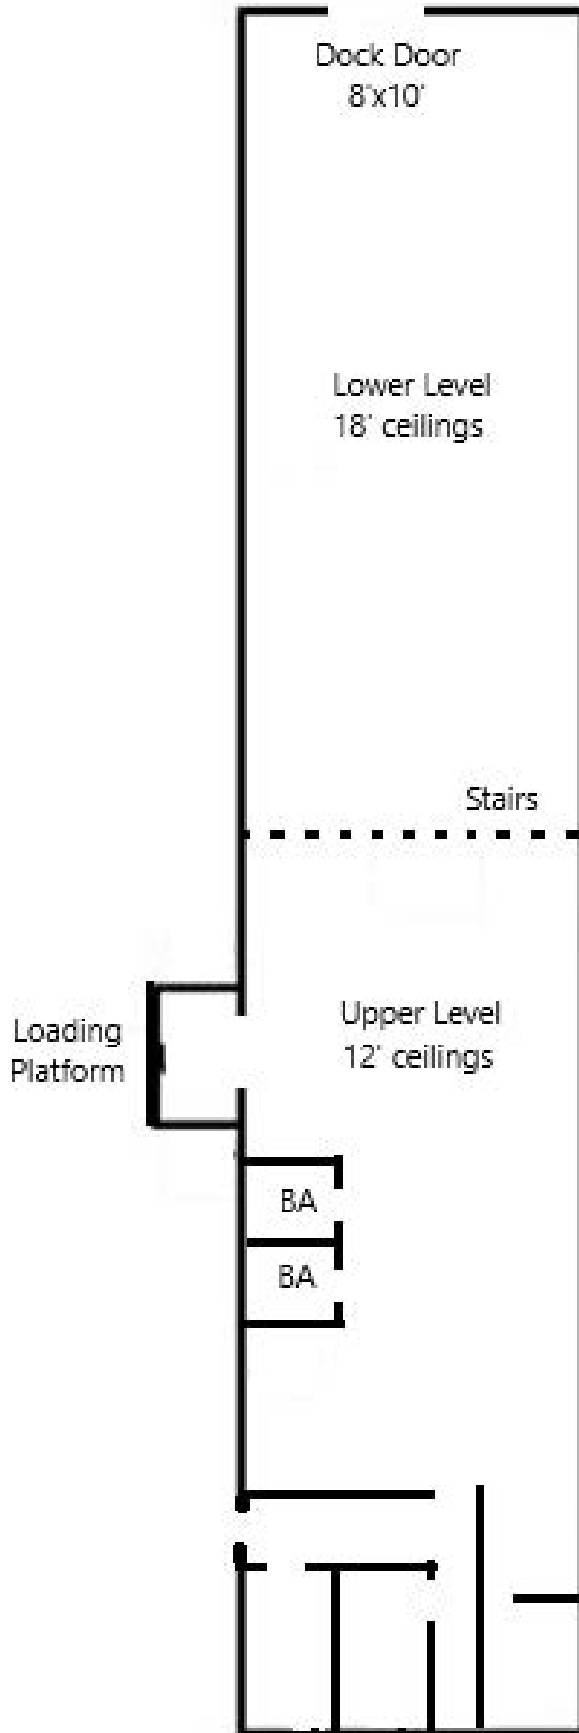 Dock Door
8'x10'
Lower Level
18' ceilings
Stairs
Upper Level
12' ceilings
Loading
Platform
BA
BA